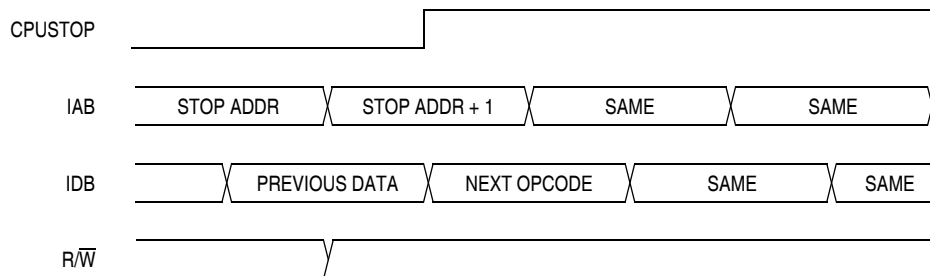 CPUSTOP
IAB STOP ADDR STOP ADDR + 1 SAME SAME
IDB PREVIOUS DATA NEXT OPCODE SAME SAME
R/W̅